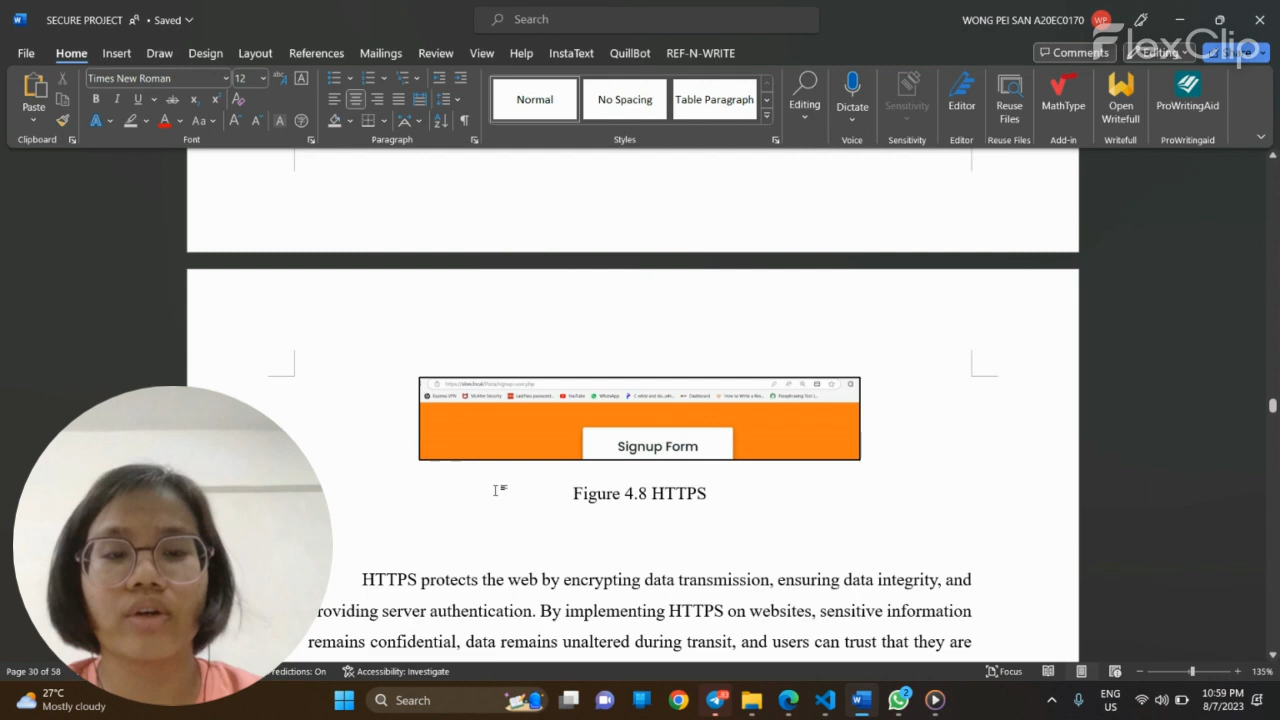 SECURE PROJECT
• Saved
Search
WONG PEI SAN A20EC0170
WP
FlexClip
File Home Insert Draw Design Layout References Mailings Review View Help InstaText QuillBot REF-N-WRITE
Comments Editing Share
Paste
Times New Roman 12
Aa
Normal
No Spacing
Table Paragraph
Editing
Dictate
Sensitivity
Editor
Reuse Files
MathType
Open Writefull
ProWritingAid
Clipboard Font Paragraph Styles Voice Sensitivity Editor Reuse Files Add-in Writefull ProWritingaid
Signup Form
Figure 4.8 HTTPS
HTTPS protects the web by encrypting data transmission, ensuring data integrity, and
roviding server authentication. By implementing HTTPS on websites, sensitive information
remains confidential, data remains unaltered during transit, and users can trust that they are
Page 30 of 58
redictions: On
Accessibility: Investigate
Focus
135%
27°C
Mostly cloudy
Search
33
2
ENG
US
10:59 PM
8/7/2023